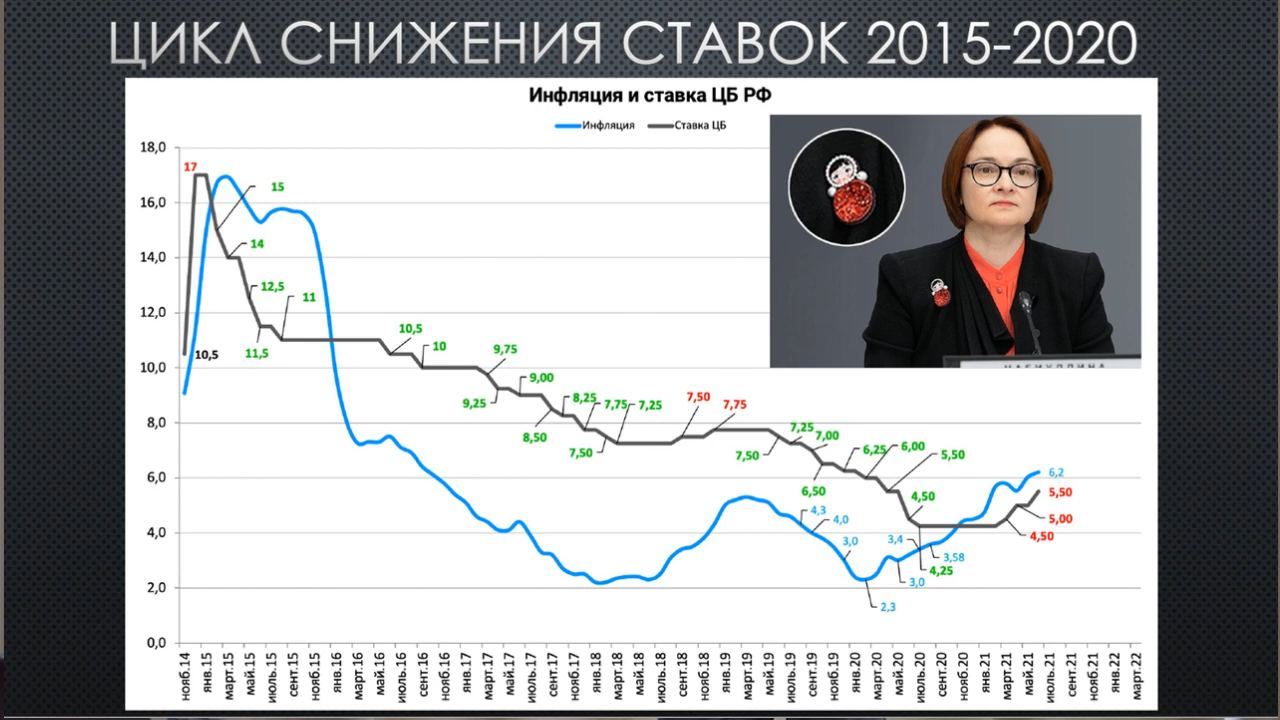 ЦИКЛ СНИЖЕНИЯ СТАВОК 2015-2020
Инфляция и ставка ЦБ РФ
Инфляция Ставка ЦБ
18,0
16,0
14,0
12,0
10,0
8,0
6,0
4,0
2,0
0,0
17
15
14
12,5
11
11,5
10,5
10,5
10
9,75
9,25
9,00
8,50
8,25
7,75
7,50
7,25
7,50
7,75
7,50
7,25
7,00
6,50
6,25
6,00
5,50
4,50
4,25
4,3
4,0
3,0
2,3
3,4
3,0
3,58
6,2
5,50
5,00
4,50
НАБИУЛЛИНА
нояб.14
янв.15
март.15
май.15
июль.15
сент.15
нояб.15
янв.16
март.16
май.16
июль.16
сент.16
нояб.16
янв.17
март.17
май.17
июль.17
сент.17
нояб.17
янв.18
март.18
май.18
июль.18
сент.18
нояб.18
янв.19
март.19
май.19
июль.19
сент.19
нояб.19
янв.20
март.20
май.20
июль.20
сент.20
нояб.20
янв.21
март.21
май.21
июль.21
сент.21
нояб.21
янв.22
март.22